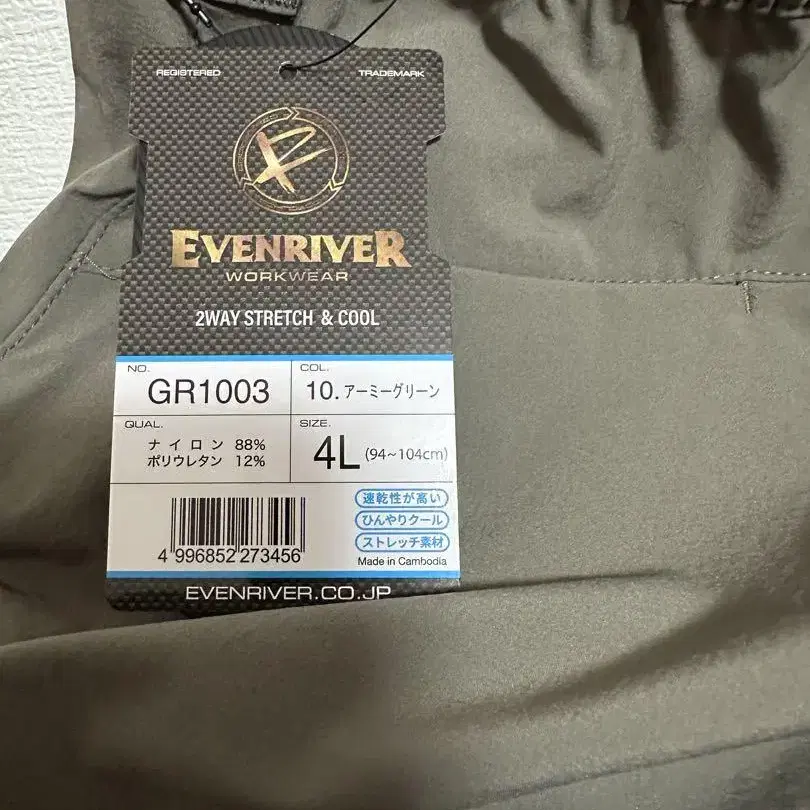 REGISTERED TRADEMARK
EVENRIVER
WORKWEAR
2WAY STRETCH & COOL
NO.
GR1003
COL.
10.アーミーグリーン
QUAL.
ナイロン 88%
ポリウレタン 12%
SIZE.
4L (94~104cm)
速乾性が高い
ひんやりクール
ストレッチ素材
Made in Cambodia
4 996852 273456
EVENRIVER.CO.JP